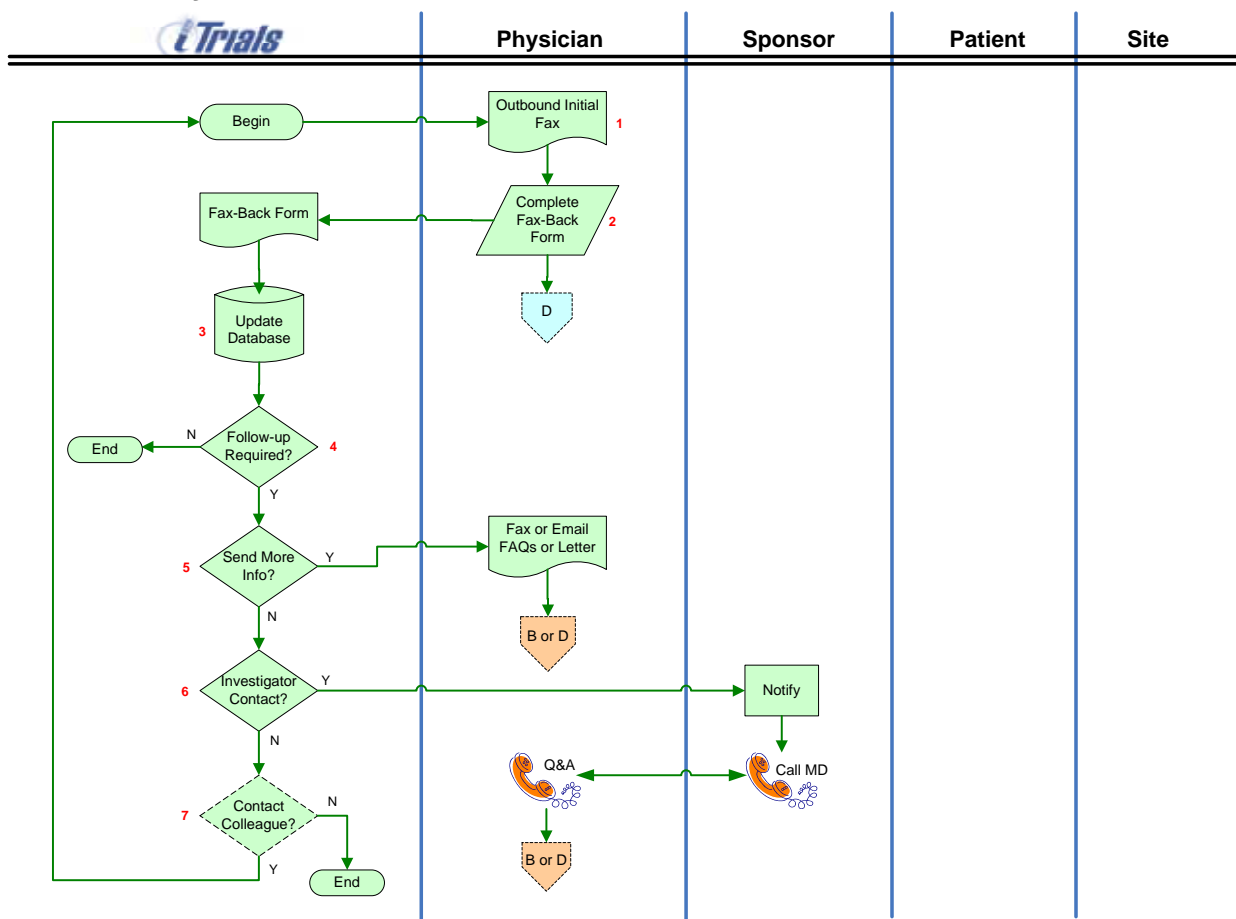 iTrials
Physician
Sponsor
Patient
Site
Begin
Outbound Initial
Fax
1
Fax-Back Form
Complete
Fax-Back
Form
2
D
3
Update
Database
End
N
Follow-up
Required?
4
Y
5
Send More
Info?
Y
Fax or Email
FAQs or Letter
N
B or D
6
Investigator
Contact?
Y
Notify
N
Q&A
Call MD
7
Contact
Colleague?
N
Y
End
B or D